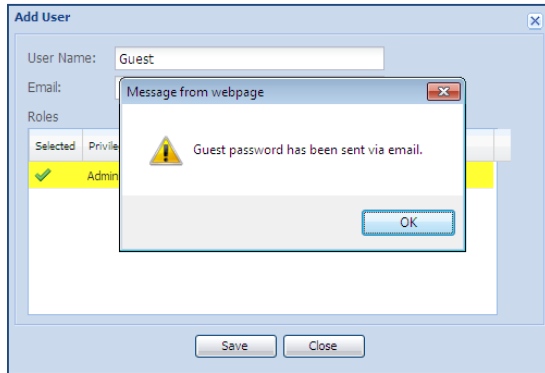 Add User
User Name: Guest
Message from webpage
Email:
Guest password has been sent via email.
Roles
Selected
Admin
OK
Save Close